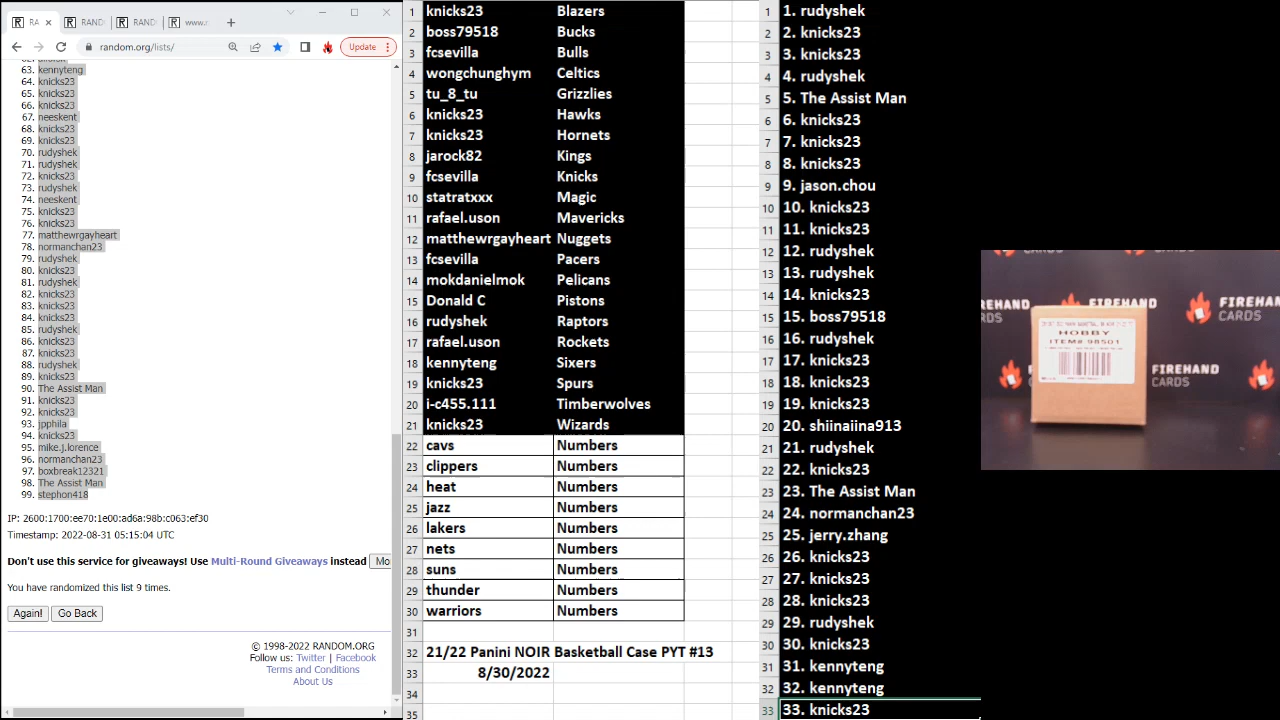 RA
RAND
RAND
www.r
random.org/lists/
Update
63. kennyteng
64. knicks23
65. knicks23
66. knicks23
67. neeskent
68. knicks23
69. knicks23
70. rudyshek
71. rudyshek
72. knicks23
73. rudyshek
74. neeskent
75. knicks23
76. knicks23
77. matthewrgayheart
78. normanchan23
79. rudyshek
80. knicks23
81. rudyshek
82. knicks23
83. knicks23
84. knicks23
85. rudyshek
86. knicks23
87. knicks23
88. rudyshek
89. knicks23
90. The Assist Man
91. knicks23
92. knicks23
93. jpphila
94. knicks23
95. mike.j.lorence
96. normanchan23
97. boxbreak12321
98. The Assist Man
99. stephon418
IP: 2600:1700:ee70:1e00:ad6a:98b:c063:ef30
Timestamp: 2022-08-31 05:15:04 UTC
Don't use this service for giveaways! Use Multi-Round Giveaways instead Mo
You have randomized this list 9 times.
Again! Go Back
© 1998-2022 RANDOM.ORG
Follow us: Twitter | Facebook
Terms and Conditions
About Us
1 knicks23 Blazers
2 boss79518 Bucks
3 fcsevilla Bulls
4 wongchunghym Celtics
5 tu_8_tu Grizzlies
6 knicks23 Hawks
7 knicks23 Hornets
8 jarock82 Kings
9 fcsevilla Knicks
10 statratxxx Magic
11 rafael.uson Mavericks
12 matthewrgayheart Nuggets
13 fcsevilla Pacers
14 mokdanielmok Pelicans
15 Donald C Pistons
16 rudyshek Raptors
17 rafael.uson Rockets
18 kennyteng Sixers
19 knicks23 Spurs
20 i-c455.111 Timberwolves
21 knicks23 Wizards
22 cavs Numbers
23 clippers Numbers
24 heat Numbers
25 jazz Numbers
26 lakers Numbers
27 nets Numbers
28 suns Numbers
29 thunder Numbers
30 warriors Numbers
31
32 21/22 Panini NOIR Basketball Case PYT #13
33 8/30/2022
34
35
1 1. rudyshek
2 2. knicks23
3 3. knicks23
4 4. rudyshek
5 5. The Assist Man
6 6. knicks23
7 7. knicks23
8 8. knicks23
9 9. jason.chou
10 10. knicks23
11 11. knicks23
12 12. rudyshek
13 13. rudyshek
14 14. knicks23
15 15. boss79518
16 16. rudyshek
17 17. knicks23
18 18. knicks23
19 19. knicks23
20 20. shiinaiina913
21 21. rudyshek
22 22. knicks23
23 23. The Assist Man
24 24. normanchan23
25 25. jerry.zhang
26 26. knicks23
27 27. knicks23
28 28. knicks23
29 29. rudyshek
30 30. knicks23
31 31. kennyteng
32 32. kennyteng
33 33. knicks23
FIREHAND
CARDS
FIREHAND
CARDS
FIREHAN
CARDS
HOBBY
ITEM# 98501